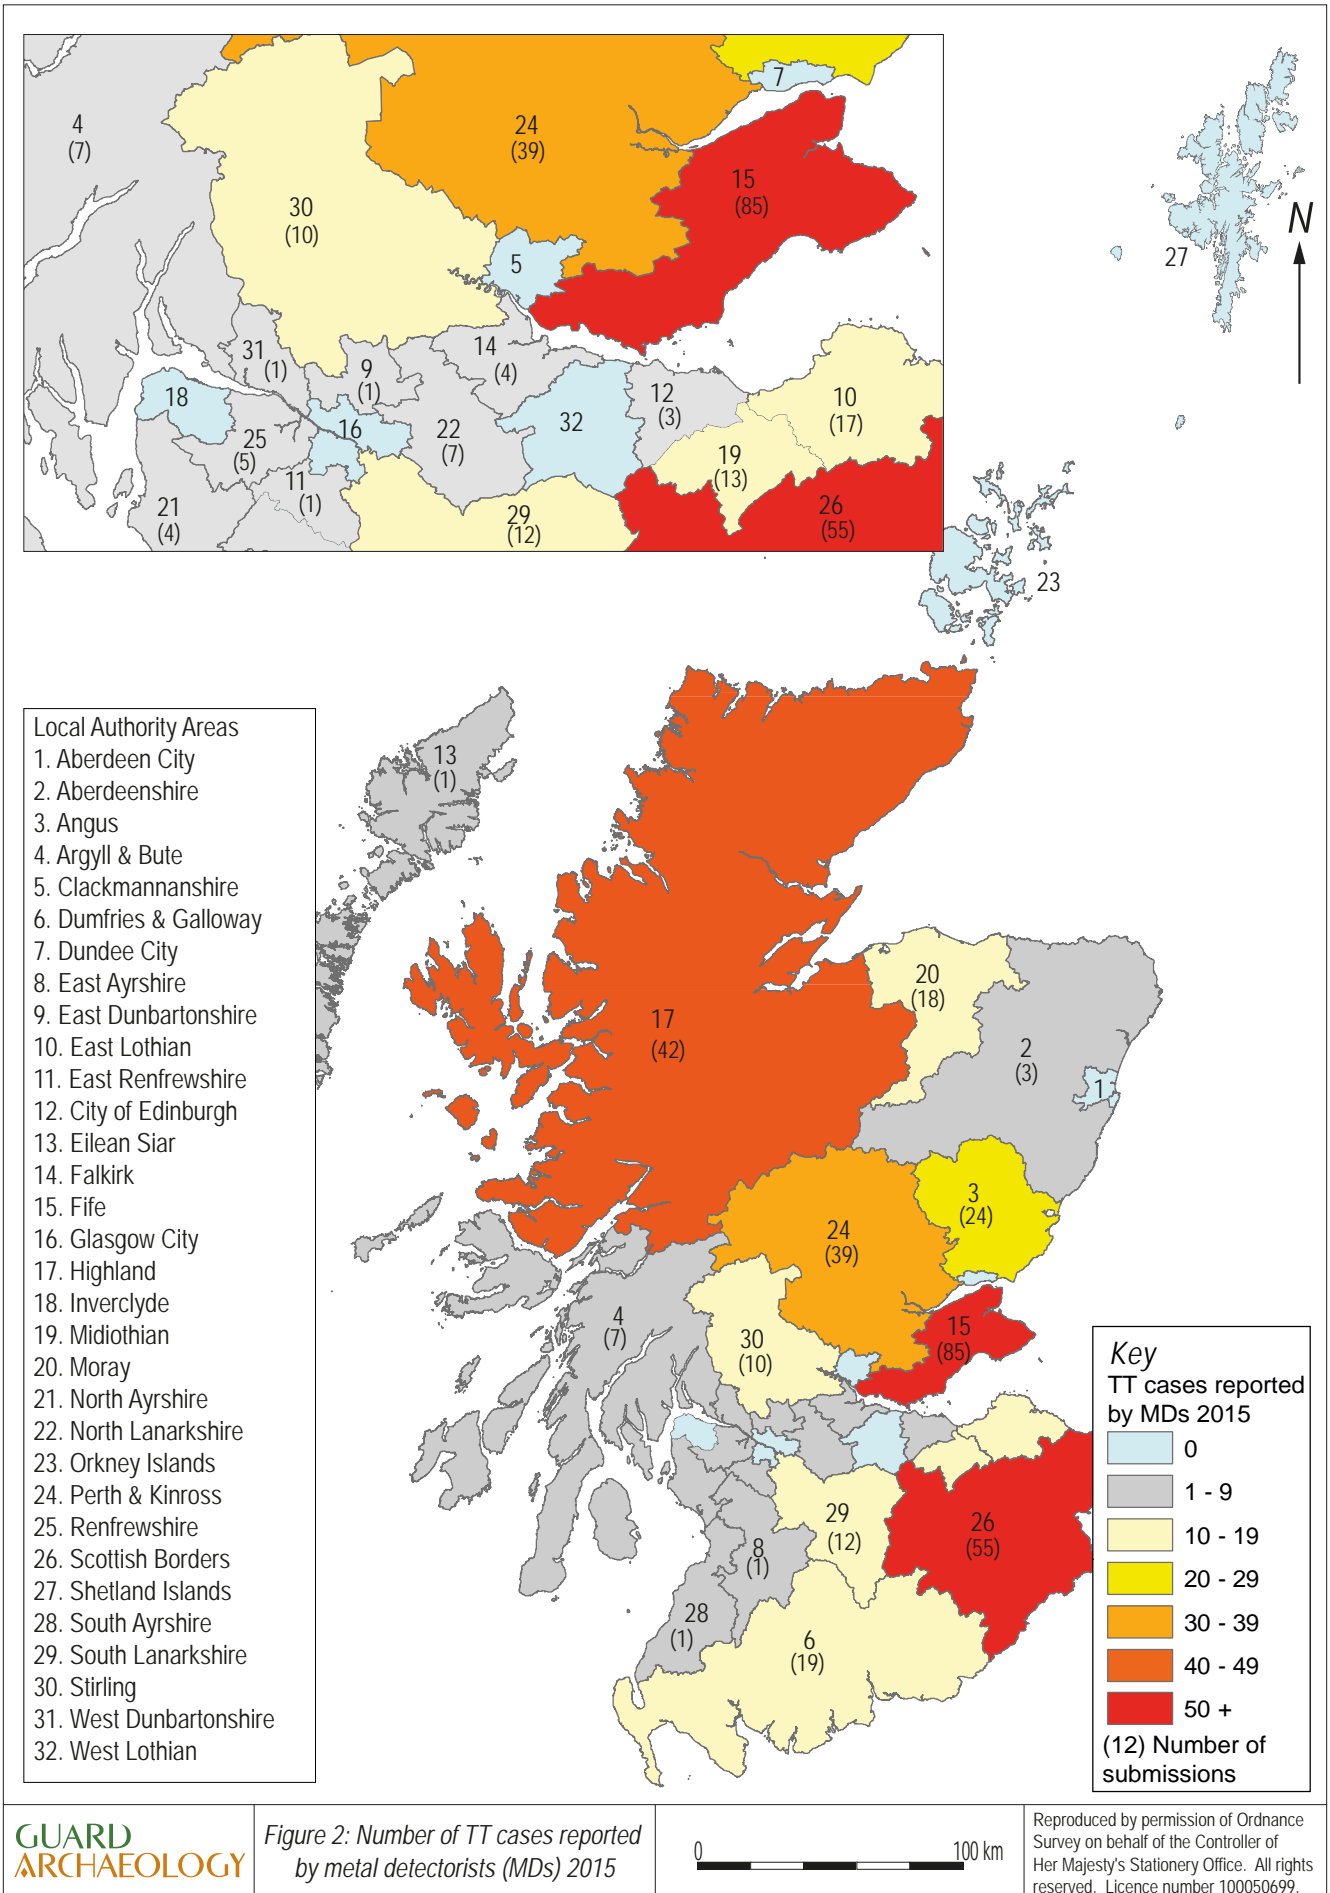 4
(7)
24
(39)
7
15
(85)
30
(10)
5
31
(1)
9
(1)
14
(4)
12
(3)
10
(17)
18
16
32
25
(5)
22
(7)
19
(13)
11
(1)
21
(4)
29
(12)
26
(55)
N
27
23
Local Authority Areas
1. Aberdeen City
2. Aberdeenshire
3. Angus
4. Argyll & Bute
5. Clackmannanshire
6. Dumfries & Galloway
7. Dundee City
8. East Ayrshire
9. East Dunbartonshire
10. East Lothian
11. East Renfrewshire
12. City of Edinburgh
13. Eilean Siar
14. Falkirk
15. Fife
16. Glasgow City
17. Highland
18. Inverclyde
19. Midiothian
20. Moray
21. North Ayrshire
22. North Lanarkshire
23. Orkney Islands
24. Perth & Kinross
25. Renfrewshire
26. Scottish Borders
27. Shetland Islands
28. South Ayrshire
29. South Lanarkshire
30. Stirling
31. West Dunbartonshire
32. West Lothian
13
(1)
17
(42)
20
(18)
2
(3)
1
3
(24)
24
(39)
4
(7)
30
(10)
15
(85)
29
(12)
26
(55)
8
(1)
28
(1)
6
(19)
Key
TT cases reported
by MDs 2015
0
1 - 9
10 - 19
20 - 29
30 - 39
40 - 49
50 +
(12) Number of
submissions
GUARD
ARCHAEOLOGY
Figure 2: Number of TT cases reported
by metal detectorists (MDs) 2015
0 100 km
Reproduced by permission of Ordnance
Survey on behalf of the Controller of
Her Majesty's Stationery Office. All rights
reserved. Licence number 100050699.